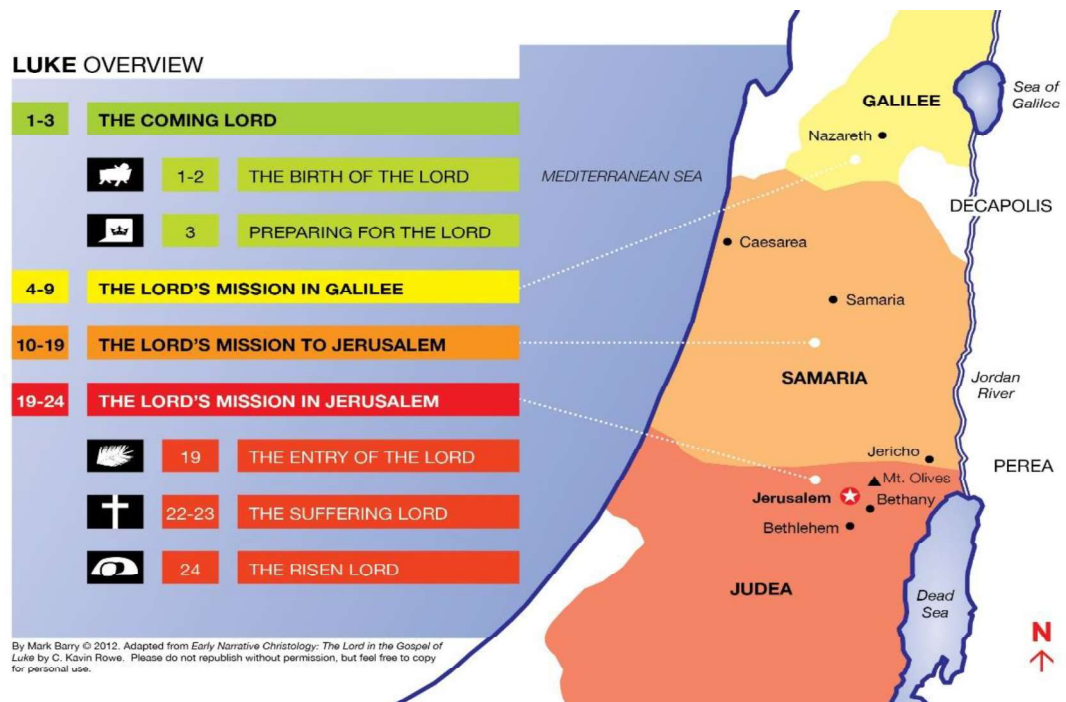 LUKE OVERVIEW
1-3 THE COMING LORD
1-2 THE BIRTH OF THE LORD
3 PREPARING FOR THE LORD
4-9 THE LORD'S MISSION IN GALILEE
10-19 THE LORD'S MISSION TO JERUSALEM
19-24 THE LORD'S MISSION IN JERUSALEM
19 THE ENTRY OF THE LORD
22-23 THE SUFFERING LORD
24 THE RISEN LORD
By Mark Barry © 2012. Adapted from Early Narrative Christology: The Lord in the Gospel of
Luke by C. Kavin Rowe. Please do not republish without permission, but feel free to copy
for personal use.
MEDITERRANEAN SEA
GALILEE
Sea of
Galilee
Nazareth
DECAPOLIS
Caesarea
Samaria
SAMARIA
Jordan
River
Jericho
PEREA
Mt. Olives
Jerusalem
Bethany
Bethlehem
JUDEA
Dead
Sea
N